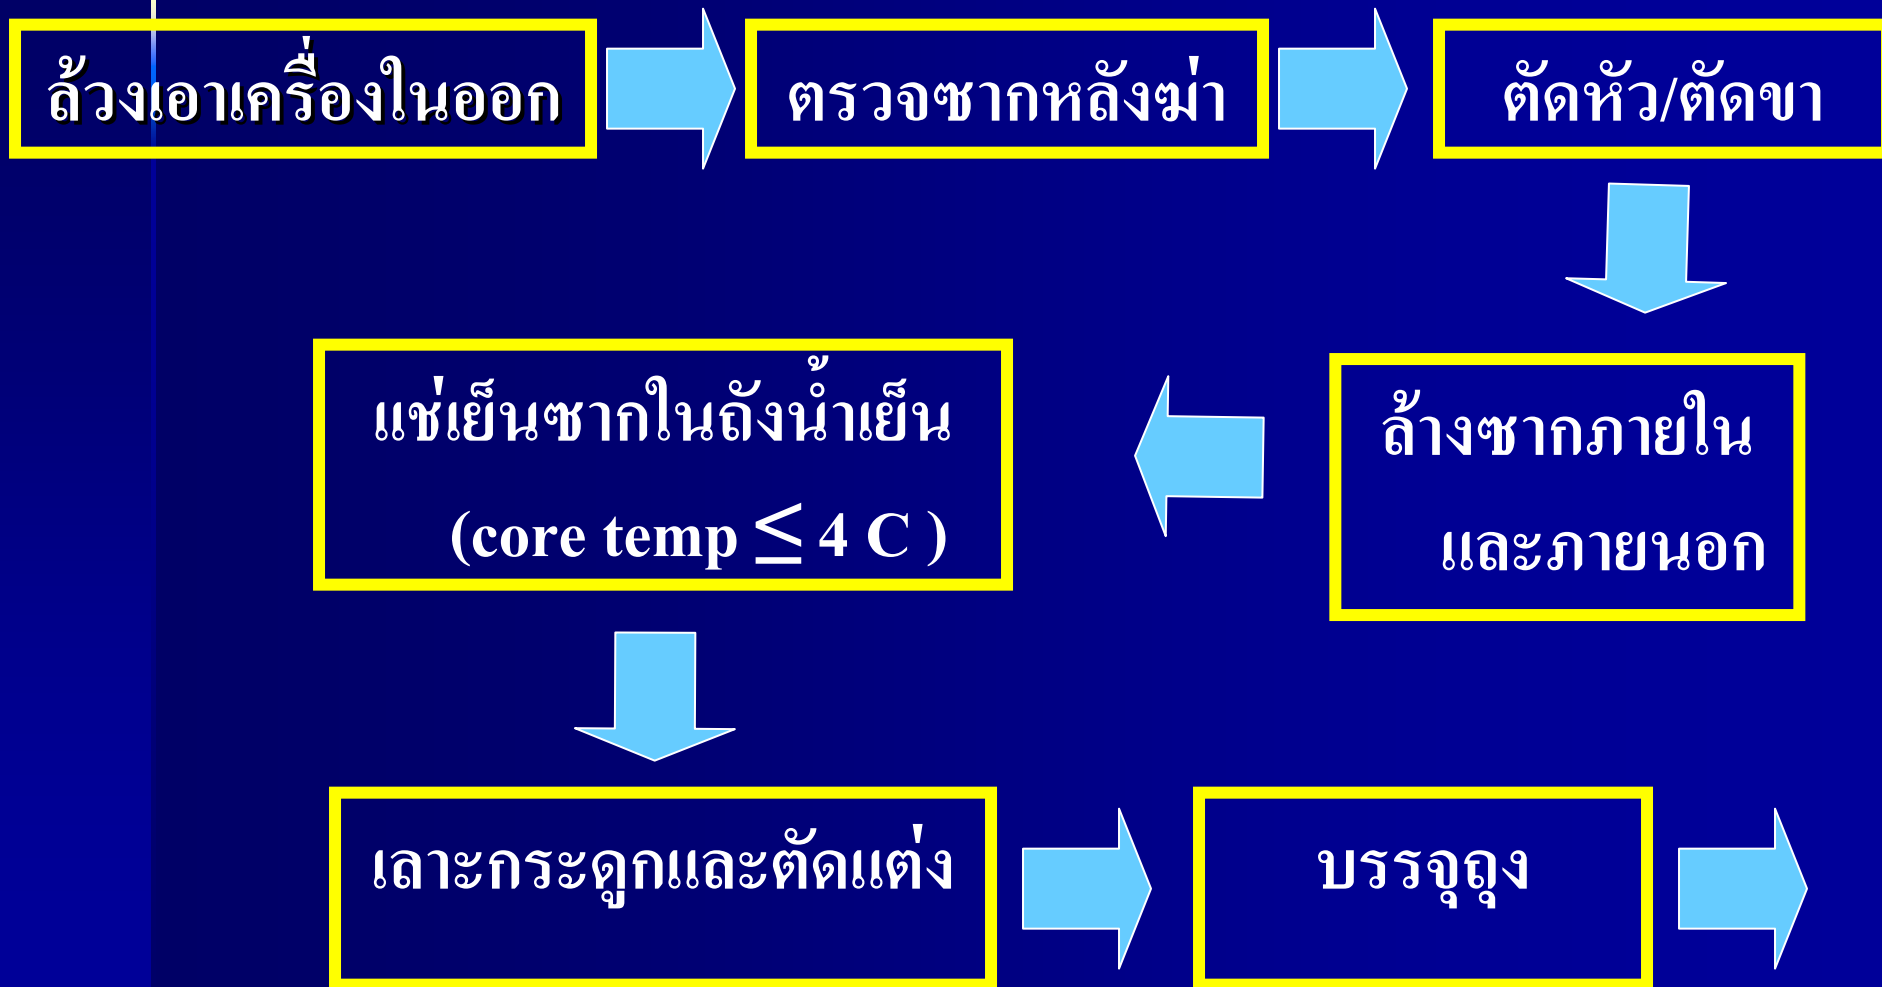 ล้วงเอาเครื่องในออก
ตรวจซากหลังฆ่า
ตัดหัว/ตัดขา
ล้างซากภายใน
และภายนอก
แช่เย็นซากในถังน้ำเย็น
(core temp ≤ 4 C )
เลาะกระดูกและตัดแต่ง
บรรจุถุง